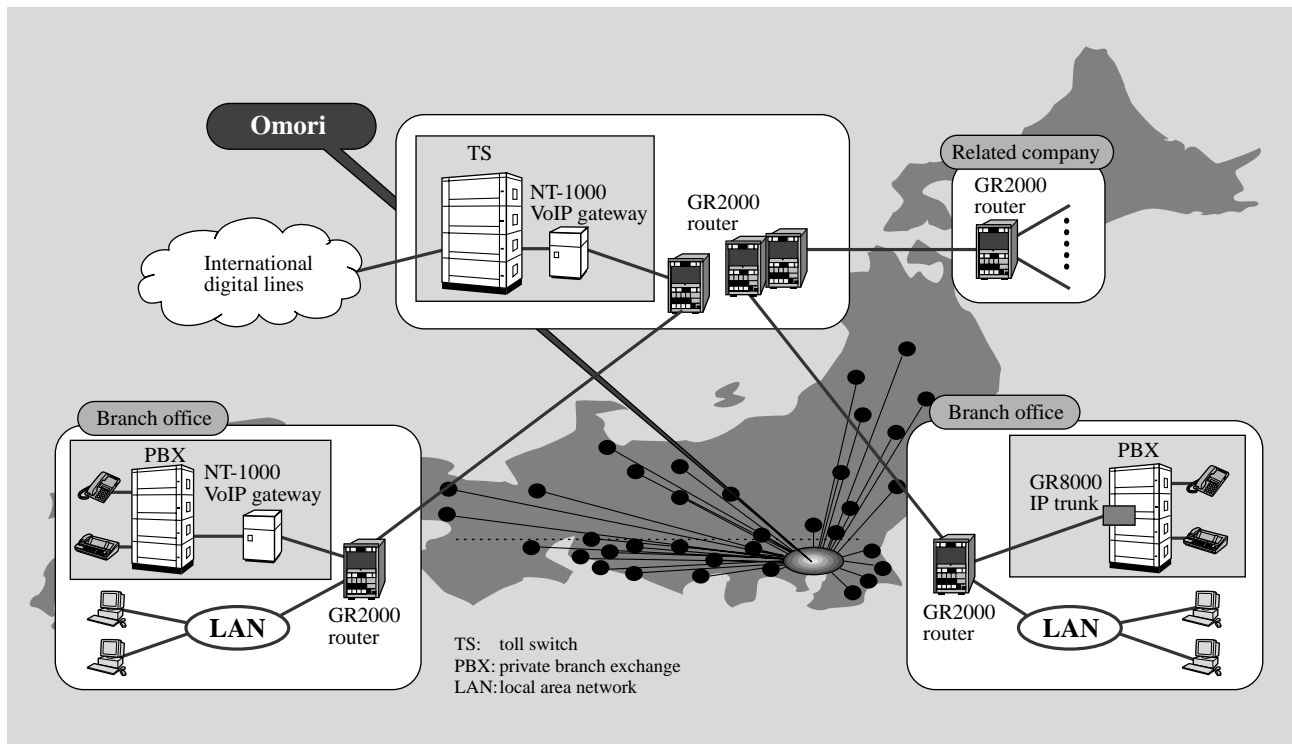 Omori
TS
NT-1000
VoIP gateway
GR2000
router
Related company
GR2000
router
International
digital lines
Branch office
PBX
NT-1000
VoIP gateway
GR2000
router
LAN
Branch office
PBX
GR8000
IP trunk
GR2000
router
LAN
TS: toll switch
PBX: private branch exchange
LAN: local area network